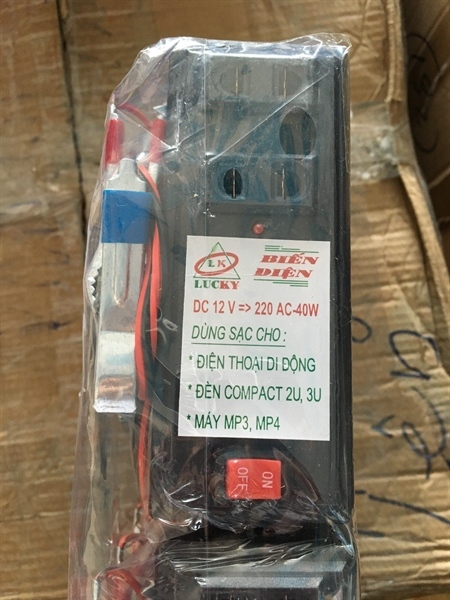 LK
LUCKY
BIẾN
ĐIỆN
DC 12 V => 220 AC-40W
DÙNG SẠC CHO :
* ĐIỆN THOẠI DI ĐỘNG
* ĐÈN COMPACT 2U, 3U
* MÁY MP3, MP4
ON
OFF